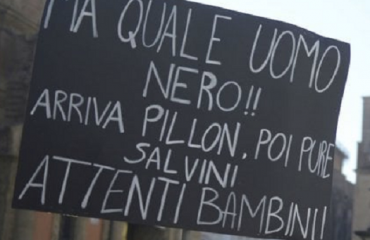 MA QUALE UOMO
NERO!!
ARRIVA PILLON, POI PURE
SALVINI
ATTENTI BAMBINI!